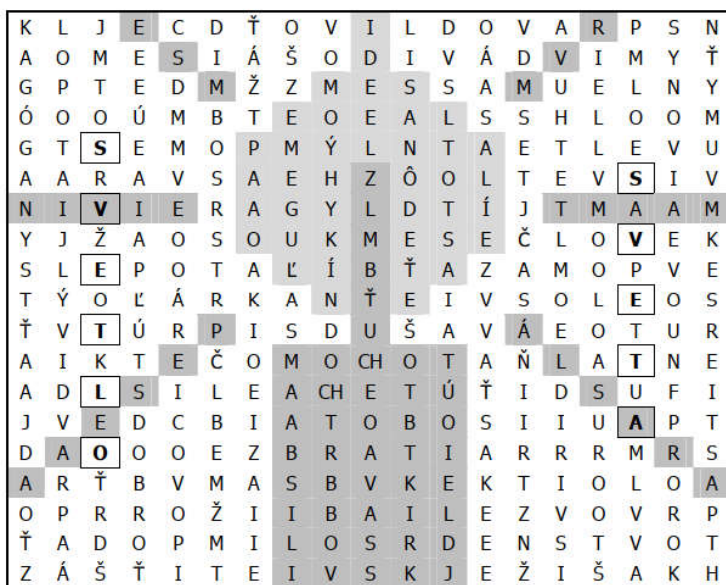 K L J E C D Ť O V I L D O V A R P S N
A O M E S I Á Š O D I V Á D V I M Y Ť
G P T E D M Ž Z M E S S A M U E L N Y
Ó O O Ú M B T E O E A L S S H L O O M
G T S E M O P M Ý L N T A E T L E V U
A A R A V S A E H Z Ô O L T E V S I V
N I V I E R A G Y L D T Í J T M A A M
Y J Ž A O S O U K M E S E Č L O V E K
S L E P O T A Ľ Í B Ť A Z A M O P V E
T Ý O Ľ Á R K A N Ť E I V S O L E O S
Ť V T Ú R P I S D U Š A V Á E O T U R
A I K T E Č O M O CH O T A Ň L A T N E
A D L S I L E A CH E T Ú Ť I D S U F I
J V E D C B I A T O B O S I I U A P T
D A O O O E Z B R A T I A R R R M R S
A R Ť B V M A S B V K E K T I O L O A
O P R R O Ž I I B A I L E Z V O V R P
Ť A D O P M I L O S R D E N S T V O T
Z Á Š Ť I T E I V S K J E Ž I Š A K H